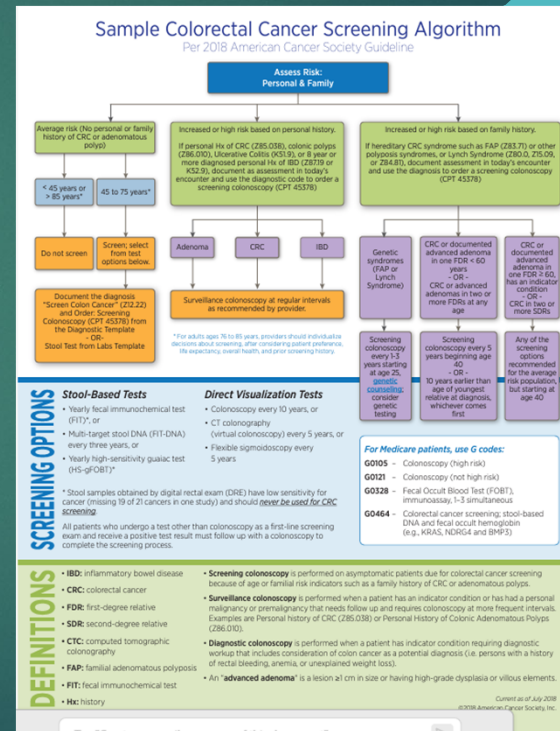 Sample Colorectal Cancer Screening Algorithm
Per 2018 American Cancer Society Guideline
Assess Risk:
Personal & Family
Average risk (No personal or family
history of CRC or adenomatous
polyp)
Increased or high risk based on personal history.
If personal Hx of CRC (Z85.038), colonic polyps
(Z86.010), Ulcerative Colitis (K51.9), or 8 year or
more diagnosed personal Hx of IBD (Z87.19 or
K52.9), document as assessment in today's
encounter and use the diagnostic code to order a
screening colonoscopy (CPT 45378)
Increased or high risk based on family history.
If hereditary CRC syndrome such as FAP (Z83.71) or other
polyposis syndromes, or Lynch Syndrome (Z80.0, Z15.09,
or Z84.81), document assessment in today's encounter
and use the diagnosis to order a screening colonoscopy
(CPT 45378)
< 45 years or
> 85 years*
45 to 75 years*
Do not screen
Screen; select
from test
options below.
Adenoma
CRC
IBD
Genetic
syndromes
(FAP or
Lynch
Syndrome)
CRC or documented
advanced adenoma
in one FDR < 60
years
- OR -
CRC or advanced
adenomas in two or
more FDRs at any
age
CRC or
documented
advanced
adenoma in
one FDR ≥ 60,
has an indicator
condition
- OR -
CRC in two or
more SDRs
Document the diagnosis
"Screen Colon Cancer" (Z12.22)
and Order: Screening
Colonoscopy (CPT 45378) from
the Diagnostic Template
- OR-
Stool Test from Labs Template
Surveillance colonoscopy at regular intervals
as recommended by provider.
*For adults ages 76 to 85 years, providers should individualize
decisions about screening, after considering patient preference,
life expectancy, overall health, and prior screening history.
Screening
colonoscopy
every 1-3
years starting
at age 25,
genetic
counseling;
consider
genetic
testing
Screening
colonoscopy every 5
years beginning age
40
- OR -
10 years earlier than
age of youngest
relative at diagnosis,
whichever comes
first
Any of the
screening
options
recommended
for the average
risk population,
but starting at
age 40
SCREENING OPTIONS
Stool-Based Tests
• Yearly fecal immunochemical test
(FIT)*, or
• Multi-target stool DNA (FIT-DNA)
every three years, or
• Yearly high-sensitivity guaiac test
(HS-gFOBT)*
Direct Visualization Tests
• Colonoscopy every 10 years, or
• CT colonography
(virtual colonoscopy) every 5 years, or
• Flexible sigmoidoscopy every
5 years
* Stool samples obtained by digital rectal exam (DRE) have low sensitivity for
cancer (missing 19 of 21 cancers in one study) and should never be used for CRC
screening.
All patients who undergo a test other than colonoscopy as a first-line screening
exam and receive a positive test result must follow up with a colonoscopy to
complete the screening process.
For Medicare patients, use G codes:
G0105 – Colonoscopy (high risk)
G0121 – Colonoscopy (not high risk)
G0328 – Fecal Occult Blood Test (FOBT),
immunoassay, 1-3 simultaneous
G0464 – Colorectal cancer screening; stool-based
DNA and fecal occult hemoglobin
(e.g., KRAS, NDRG4 and BMP3)
DEFINITIONS
• IBD: inflammatory bowel disease
• CRC: colorectal cancer
• FDR: first-degree relative
• SDR: second-degree relative
• CTC: computed tomographic
colonography
• FAP: familial adenomatous polyposis
• FIT: fecal immunochemical test
• Hx: history
• Screening colonoscopy is performed on asymptomatic patients due for colorectal cancer screening
because of age or familial risk indicators such as a family history of CRC or adenomatous polyps.
• Surveillance colonoscopy is performed when a patient has an indicator condition or has had a personal
malignancy or premalignancy that needs follow up and requires colonoscopy at more frequent intervals.
Examples are Personal history of CRC (Z85.038) or Personal History of Colonic Adenomatous Polyps
(Z86.010).
• Diagnostic colonoscopy is performed when a patient has indicator condition requiring diagnostic
workup that includes consideration of colon cancer as a potential diagnosis (i.e. persons with a history
of rectal bleeding, anemia, or unexplained weight loss).
• An "advanced adenoma" is a lesion ≥1 cm in size or having high-grade dysplasia or villous elements.
Current as of July 2018
©2018 American Cancer Society, Inc.